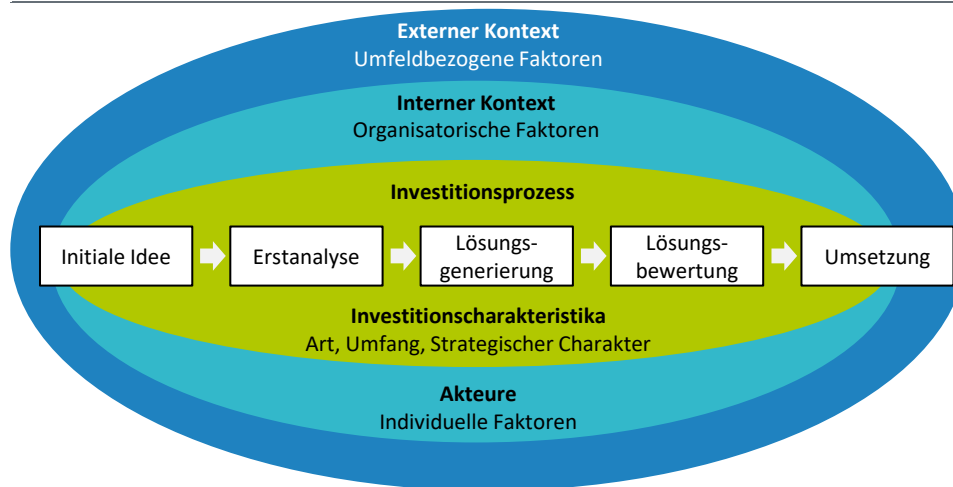 Externer Kontext
Umfeldbezogene Faktoren
Interner Kontext
Organisatorische Faktoren
Investitionsprozess
Initiale Idee
Erstanalyse
Lösungs-
generierung
Lösungs-
bewertung
Umsetzung
Investitionscharakteristika
Art, Umfang, Strategischer Charakter
Akteure
Individuelle Faktoren